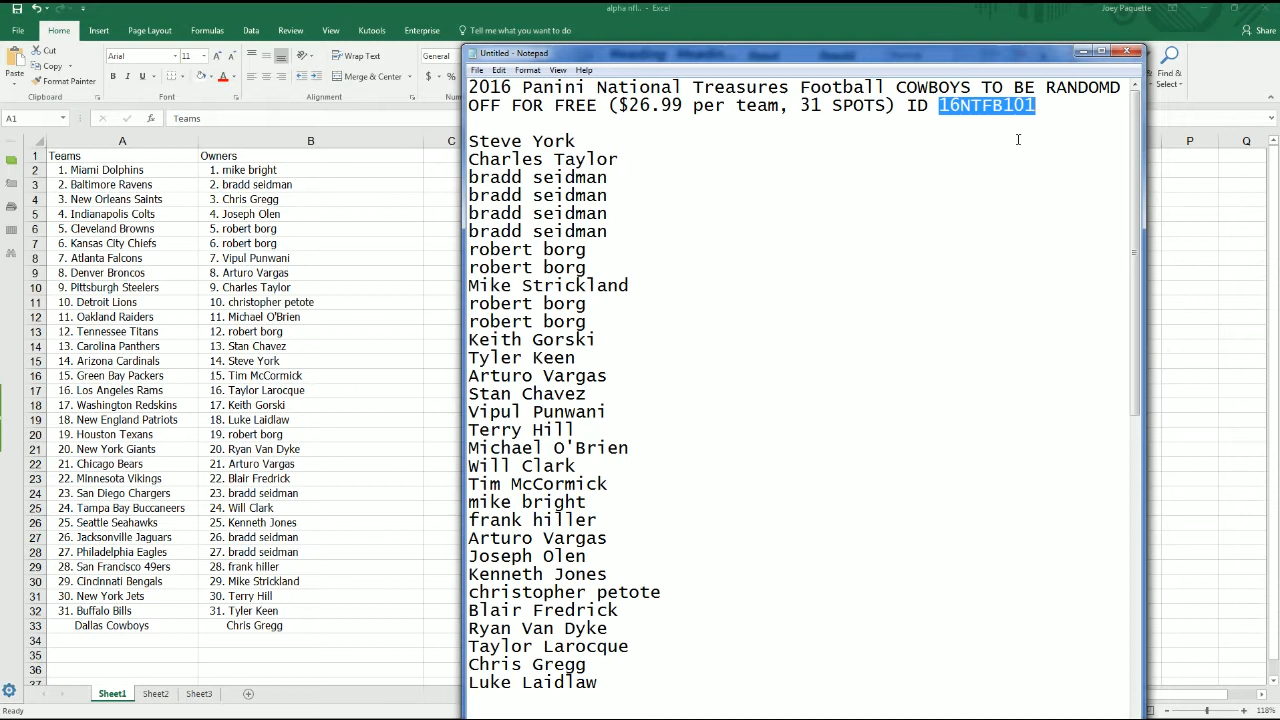 alpha nfl.. - Excel
Joey Paquette
File Home Insert Page Layout Formulas Data Review View Kutools Enterprise Tell me what you want to do Share
Cut
Copy
Format Painter
Paste
Clipboard
Arial 11
Font
Wrap Text
Merge & Center
Alignment
General
Find & Select
A1 Teams
Untitled - Notepad
File Edit Format View Help
2016 Panini National Treasures Football COWBOYS TO BE RANDOMD
OFF FOR FREE ($26.99 per team, 31 SPOTS) ID 16NTFB101
Steve York
Charles Taylor
bradd seidman
bradd seidman
bradd seidman
bradd seidman
robert borg
robert borg
Mike Strickland
robert borg
robert borg
Keith Gorski
Tyler Keen
Arturo Vargas
Stan Chavez
Vipul Punwani
Terry Hill
Michael O'Brien
Will Clark
Tim McCormick
mike bright
frank hiller
Arturo Vargas
Joseph Olen
Kenneth Jones
christopher petote
Blair Fredrick
Ryan Van Dyke
Taylor Larocque
Chris Gregg
Luke Laidlaw
A B C P Q
1 Teams Owners
2 1. Miami Dolphins 1. mike bright
3 2. Baltimore Ravens 2. bradd seidman
4 3. New Orleans Saints 3. Chris Gregg
5 4. Indianapolis Colts 4. Joseph Olen
6 5. Cleveland Browns 5. robert borg
7 6. Kansas City Chiefs 6. robert borg
8 7. Atlanta Falcons 7. Vipul Punwani
9 8. Denver Broncos 8. Arturo Vargas
10 9. Pittsburgh Steelers 9. Charles Taylor
11 10. Detroit Lions 10. christopher petote
12 11. Oakland Raiders 11. Michael O'Brien
13 12. Tennessee Titans 12. robert borg
14 13. Carolina Panthers 13. Stan Chavez
15 14. Arizona Cardinals 14. Steve York
16 15. Green Bay Packers 15. Tim McCormick
17 16. Los Angeles Rams 16. Taylor Larocque
18 17. Washington Redskins 17. Keith Gorski
19 18. New England Patriots 18. Luke Laidlaw
20 19. Houston Texans 19. robert borg
21 20. New York Giants 20. Ryan Van Dyke
22 21. Chicago Bears 21. Arturo Vargas
23 22. Minnesota Vikings 22. Blair Fredrick
24 23. San Diego Chargers 23. bradd seidman
25 24. Tampa Bay Buccaneers 24. Will Clark
26 25. Seattle Seahawks 25. Kenneth Jones
27 26. Jacksonville Jaguars 26. bradd seidman
28 27. Philadelphia Eagles 27. bradd seidman
29 28. San Francisco 49ers 28. frank hiller
30 29. Cincinnati Bengals 29. Mike Strickland
31 30. New York Jets 30. Terry Hill
32 31. Buffalo Bills 31. Tyler Keen
33 Dallas Cowboys Chris Gregg
34
35
36
Sheet1 Sheet2 Sheet3
Ready
118%